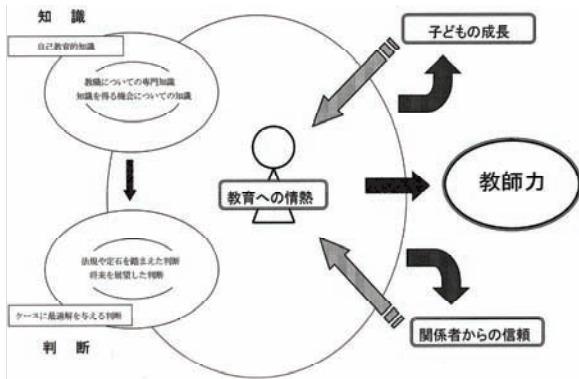 知 識
自己教育的知識
教職についての専門知識
知識を得る機会についての知識
子どもの成長
教育への情熱
教師力
法規や定石を踏まえた判断
将来を展望した判断
ケースに最適解を与える判断
判 断
関係者からの信頼